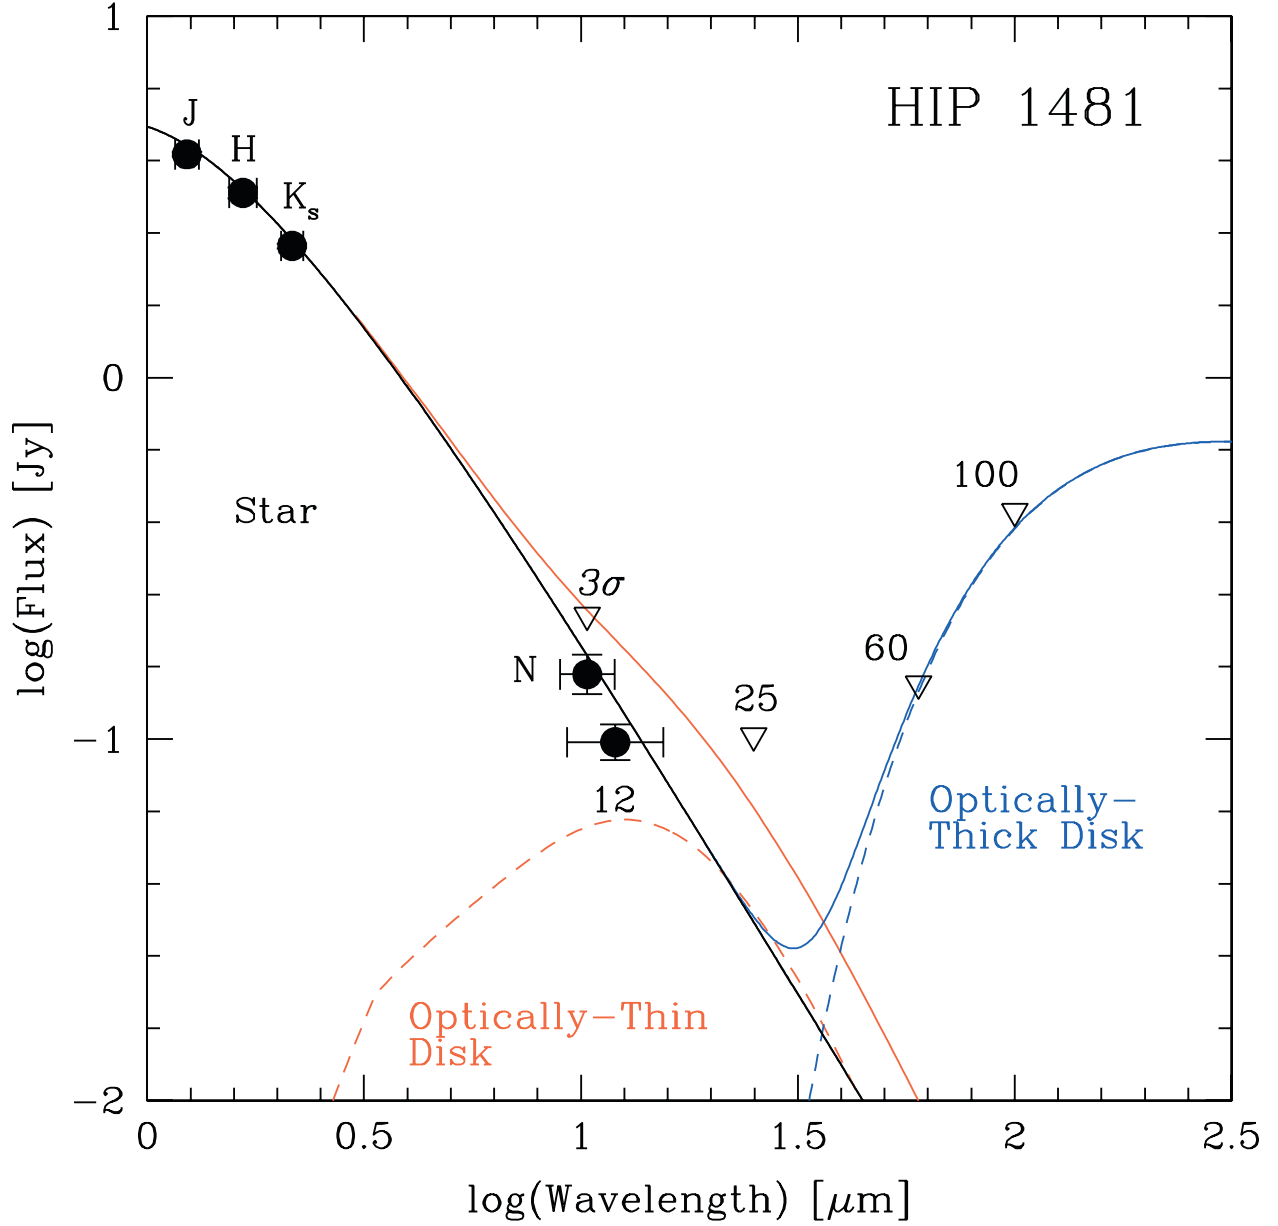 1
HIP 1481
J
H
Ks
0
log(Flux) [Jy]
100
Star
3σ
60
N
25
−1
12
Optically−
Thick Disk
Optically−Thin
Disk
−2
0
0.5
1
1.5
2
2.5
log(Wavelength) [μm]